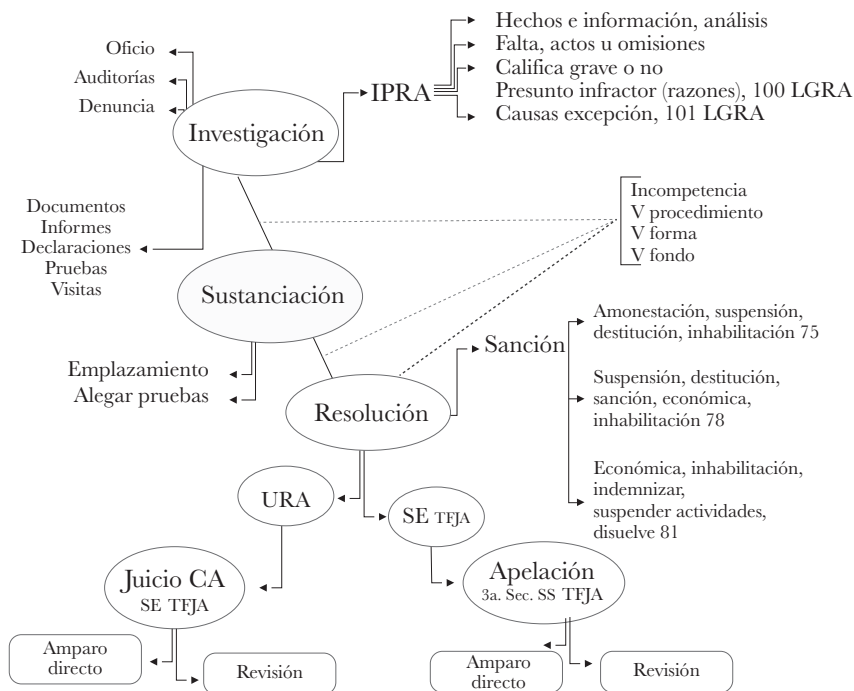 Oficio
Auditorías
Denuncia
Investigación
IPRA
Hechos e información, análisis
Falta, actos u omisiones
Califica grave o no
Presunto infractor (razones), 100 LGRA
Causas excepción, 101 LGRA
Documentos
Informes
Declaraciones
Pruebas
Visitas
Incompetencia
V procedimiento
V forma
V fondo
Sustanciación
Emplazamiento
Alegar pruebas
Resolución
Sanción
Amonestación, suspensión,
destitución, inhabilitación 75
Suspensión, destitución,
sanción, económica,
inhabilitación 78
Económica, inhabilitación,
indemnizar,
suspender actividades,
disuelve 81
URA
SE TFJA
Juicio CA
SE TFJA
Apelación
3a. Sec. SS TFJA
Amparo
directo
Revisión
Amparo
directo
Revisión